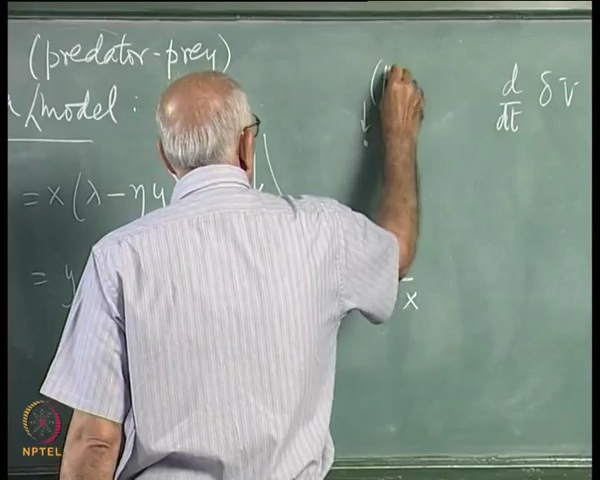 (predator-prey)
/model :
= x (λ - ηy
= y
(
x
d/dt δV
NPTEL